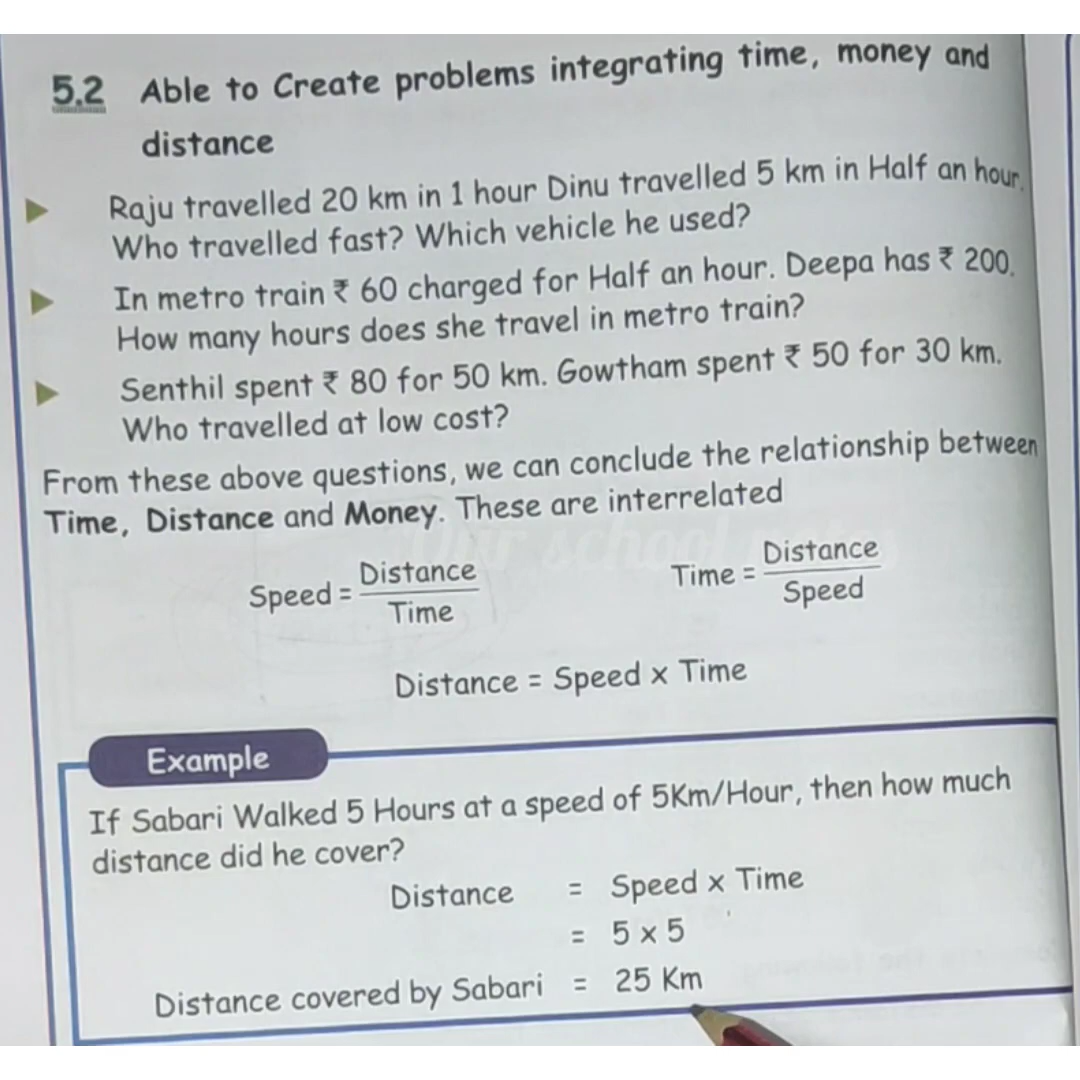 5.2 Able to Create problems integrating time, money and
distance
Raju travelled 20 km in 1 hour Dinu travelled 5 km in Half an hour.
Who travelled fast? Which vehicle he used?
In metro train ₹ 60 charged for Half an hour. Deepa has ₹ 200.
How many hours does she travel in metro train?
Senthil spent ₹ 80 for 50 km. Gowtham spent ₹ 50 for 30 km.
Who travelled at low cost?
From these above questions, we can conclude the relationship between
Time, Distance and Money. These are interrelated
Speed = Distance / Time
Time = Distance / Speed
Distance = Speed x Time
Example
If Sabari Walked 5 Hours at a speed of 5Km/Hour, then how much
distance did he cover?
Distance = Speed x Time
= 5 x 5
Distance covered by Sabari = 25 Km